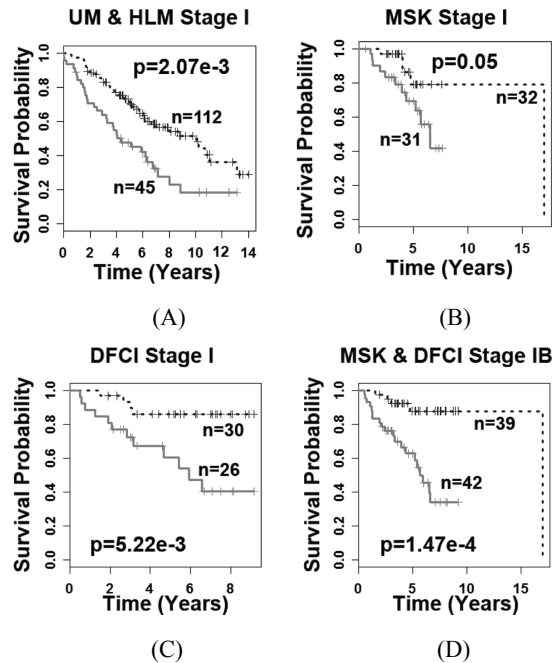 UM & HLM Stage I
Survival Probability
0.0 0.2 0.4 0.6 0.8 1.0
p=2.07e-3
n=112
n=45
0 2 4 6 8 10 12 14
Time (Years)
(A)
MSK Stage I
Survival Probability
0.0 0.2 0.4 0.6 0.8 1.0
p=0.05
n=32
n=31
0 5 10 15
Time (Years)
(B)
DFCI Stage I
Survival Probability
0.0 0.2 0.4 0.6 0.8 1.0
n=30
n=26
p=5.22e-3
0 2 4 6 8
Time (Years)
(C)
MSK & DFCI Stage IB
Survival Probability
0.0 0.2 0.4 0.6 0.8 1.0
n=39
n=42
p=1.47e-4
0 5 10 15
Time (Years)
(D)